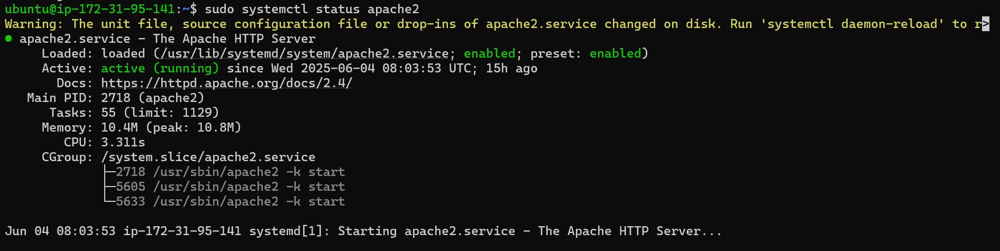 ubuntu@ip-172-31-95-141:~$ sudo systemctl status apache2
Warning: The unit file, source configuration file or drop-ins of apache2.service changed on disk. Run 'systemctl daemon-reload' to r>
● apache2.service - The Apache HTTP Server
Loaded: loaded (/usr/lib/systemd/system/apache2.service; enabled; preset: enabled)
Active: active (running) since Wed 2025-06-04 08:03:53 UTC; 15h ago
Docs: https://httpd.apache.org/docs/2.4/
Main PID: 2718 (apache2)
Tasks: 55 (limit: 1129)
Memory: 10.4M (peak: 10.8M)
CPU: 3.311s
CGroup: /system.slice/apache2.service
├─2718 /usr/sbin/apache2 -k start
├─5605 /usr/sbin/apache2 -k start
└─5633 /usr/sbin/apache2 -k start
Jun 04 08:03:53 ip-172-31-95-141 systemd[1]: Starting apache2.service - The Apache HTTP Server...